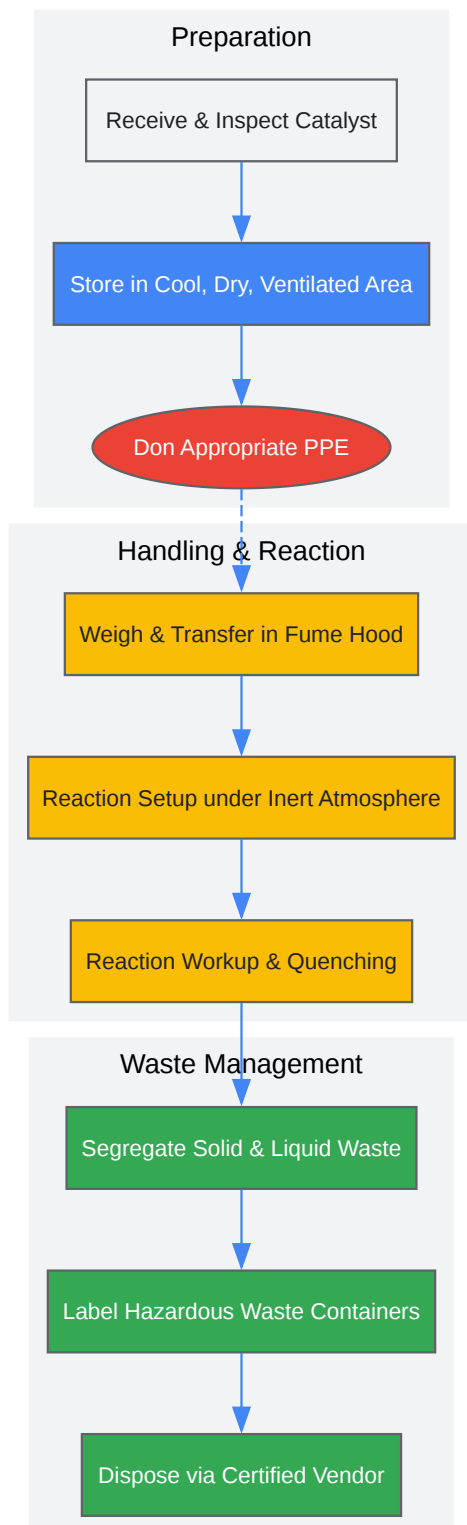 Preparation
Receive & Inspect Catalyst
Store in Cool, Dry, Ventilated Area
Don Appropriate PPE
Handling & Reaction
Weigh & Transfer in Fume Hood
Reaction Setup under Inert Atmosphere
Reaction Workup & Quenching
Waste Management
Segregate Solid & Liquid Waste
Label Hazardous Waste Containers
Dispose via Certified Vendor